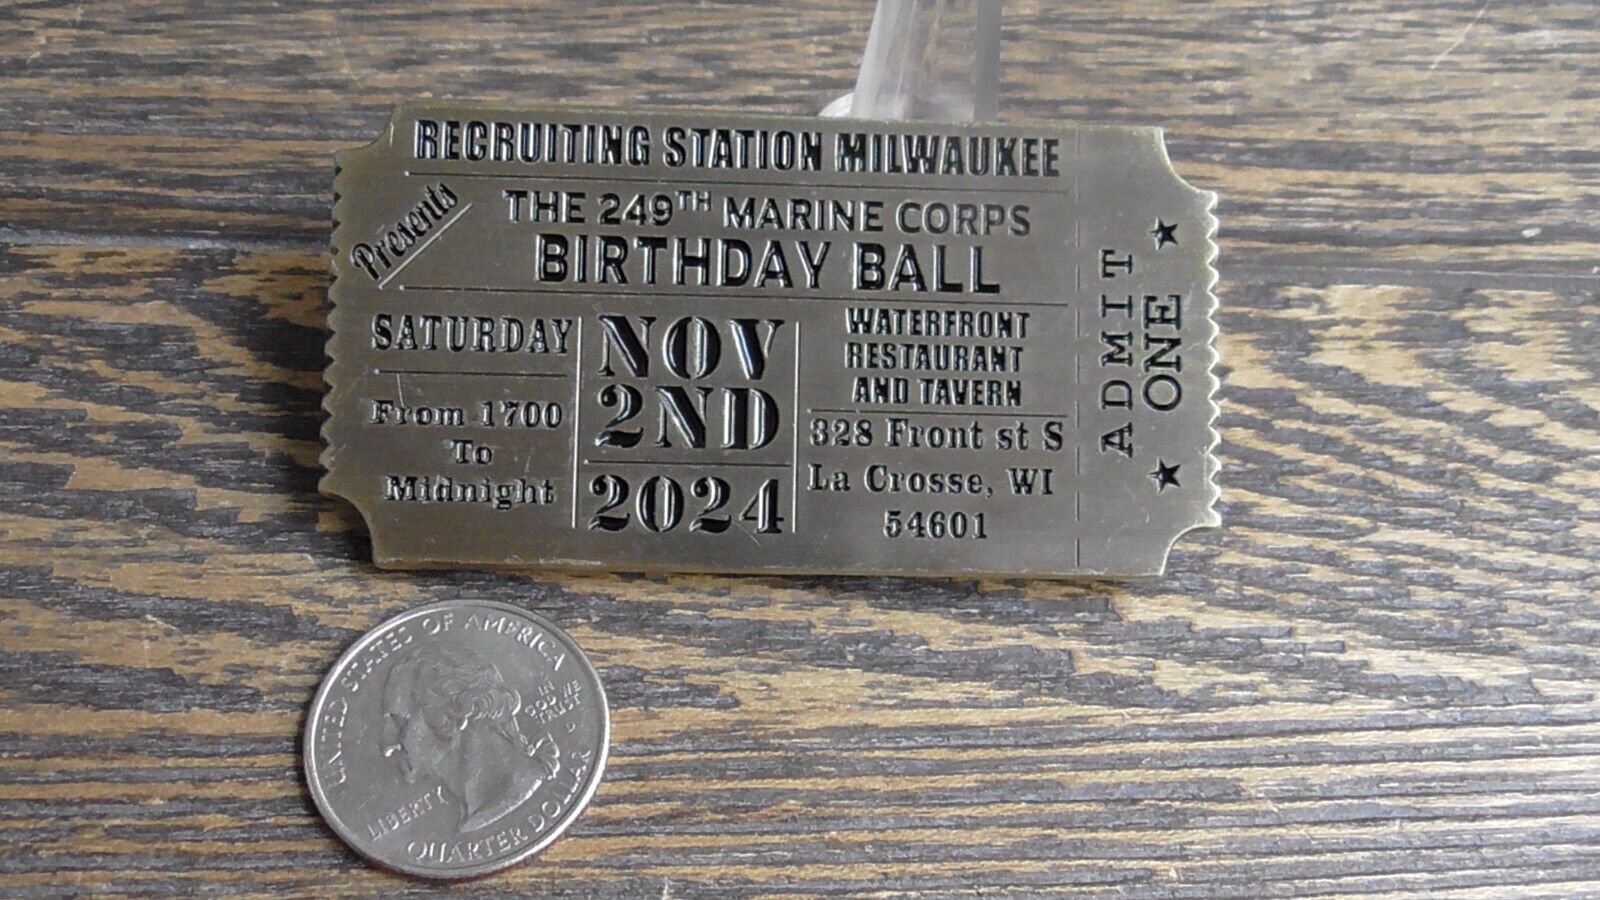 RECRUITING STATION MILWAUKEE
Presents
THE 249TH MARINE CORPS
BIRTHDAY BALL
SATURDAY
From 1700
To
Midnight
NOV
2ND
2024
WATERFRONT
RESTAURANT
AND TAVERN
328 Front st S
La Crosse, WI
54601
ADMIT
ONE
UNITED STATES OF AMERICA
IN
GOD WE
TRUST
LIBERTY
QUARTER DOLLAR